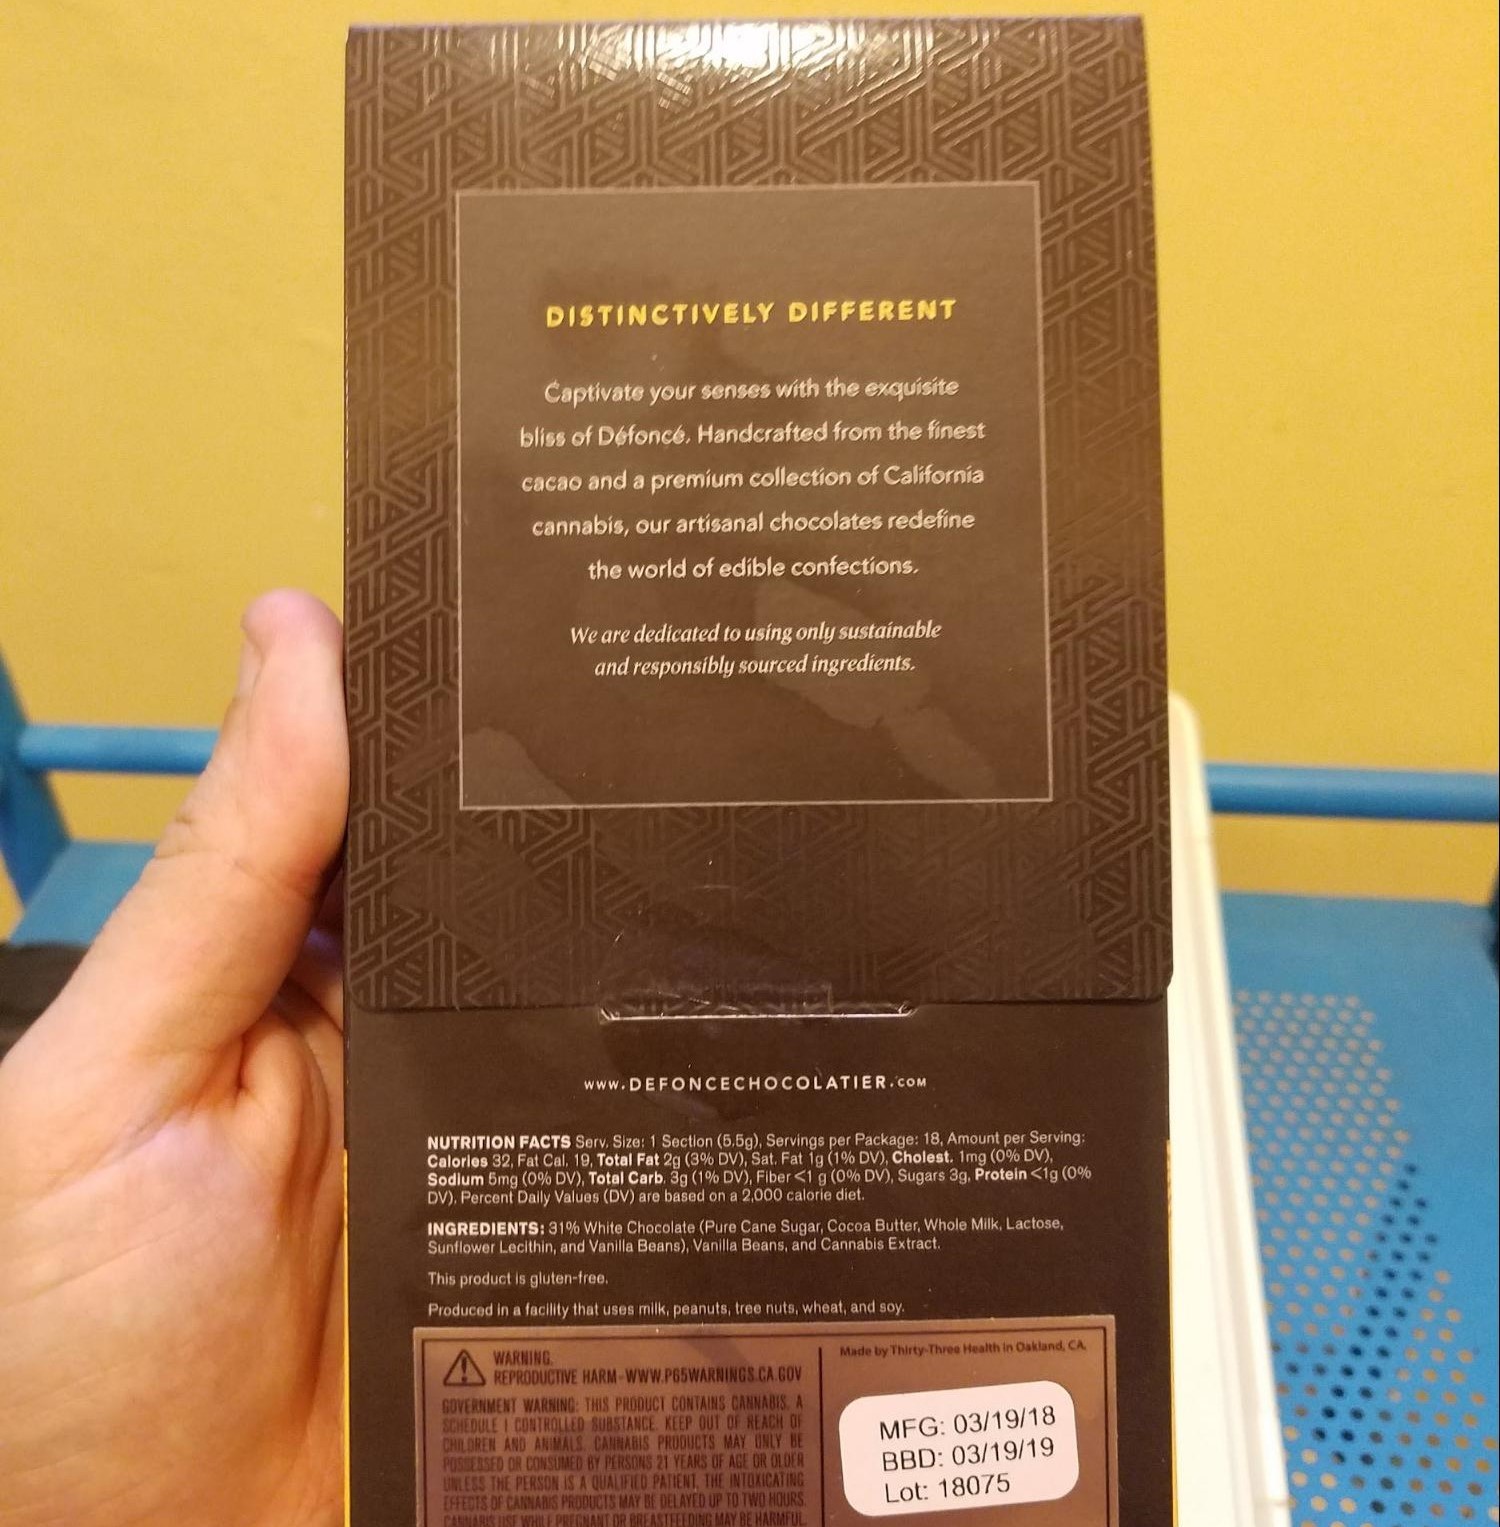 DISTINCTIVELY DIFFERENT
Captivate your senses with the exquisite
bliss of Défoncé. Handcrafted from the finest
cacao and a premium collection of California
cannabis, our artisanal chocolates redefine
the world of edible confections.
We are dedicated to using only sustainable
and responsibly sourced ingredients.
www.DEFONCECHOCOLATIER.COM
NUTRITION FACTS Serv. Size: 1 Section (5.5g), Servings per Package: 18, Amount per Serving:
Calories 32, Fat Cal. 19, Total Fat 2g (3% DV), Sat. Fat 1g (1% DV), Cholest. 1mg (0% DV),
Sodium 5mg (0% DV), Total Carb. 3g (1% DV), Fiber <1 g (0% DV), Sugars 3g, Protein <1g (0%
DV). Percent Daily Values (DV) are based on a 2,000 calorie diet.
INGREDIENTS: 31% White Chocolate (Pure Cane Sugar, Cocoa Butter, Whole Milk, Lactose,
Sunflower Lecithin, and Vanilla Beans), Vanilla Beans, and Cannabis Extract.
This product is gluten-free.
Produced in a facility that uses milk, peanuts, tree nuts, wheat, and soy.
WARNING.
REPRODUCTIVE HARM-WWW.P65WARNINGS.CA.GOV
GOVERNMENT WARNING: THIS PRODUCT CONTAINS CANNABIS, A
SCHEDULE I CONTROLLED SUBSTANCE. KEEP OUT OF REACH OF
CHILDREN AND ANIMALS. CANNABIS PRODUCTS MAY ONLY BE
POSSESSED OR CONSUMED BY PERSONS 21 YEARS OF AGE OR OLDER
UNLESS THE PERSON IS A QUALIFIED PATIENT. THE INTOXICATING
EFFECTS OF CANNABIS PRODUCTS MAY BE DELAYED UP TO TWO HOURS.
CANNABIS USE WHILE PREGNANT OR BREASTFEEDING MAY BE HARMFUL.
Made by Thirty-Three Health in Oakland, CA.
MFG: 03/19/18
BBD: 03/19/19
Lot: 18075